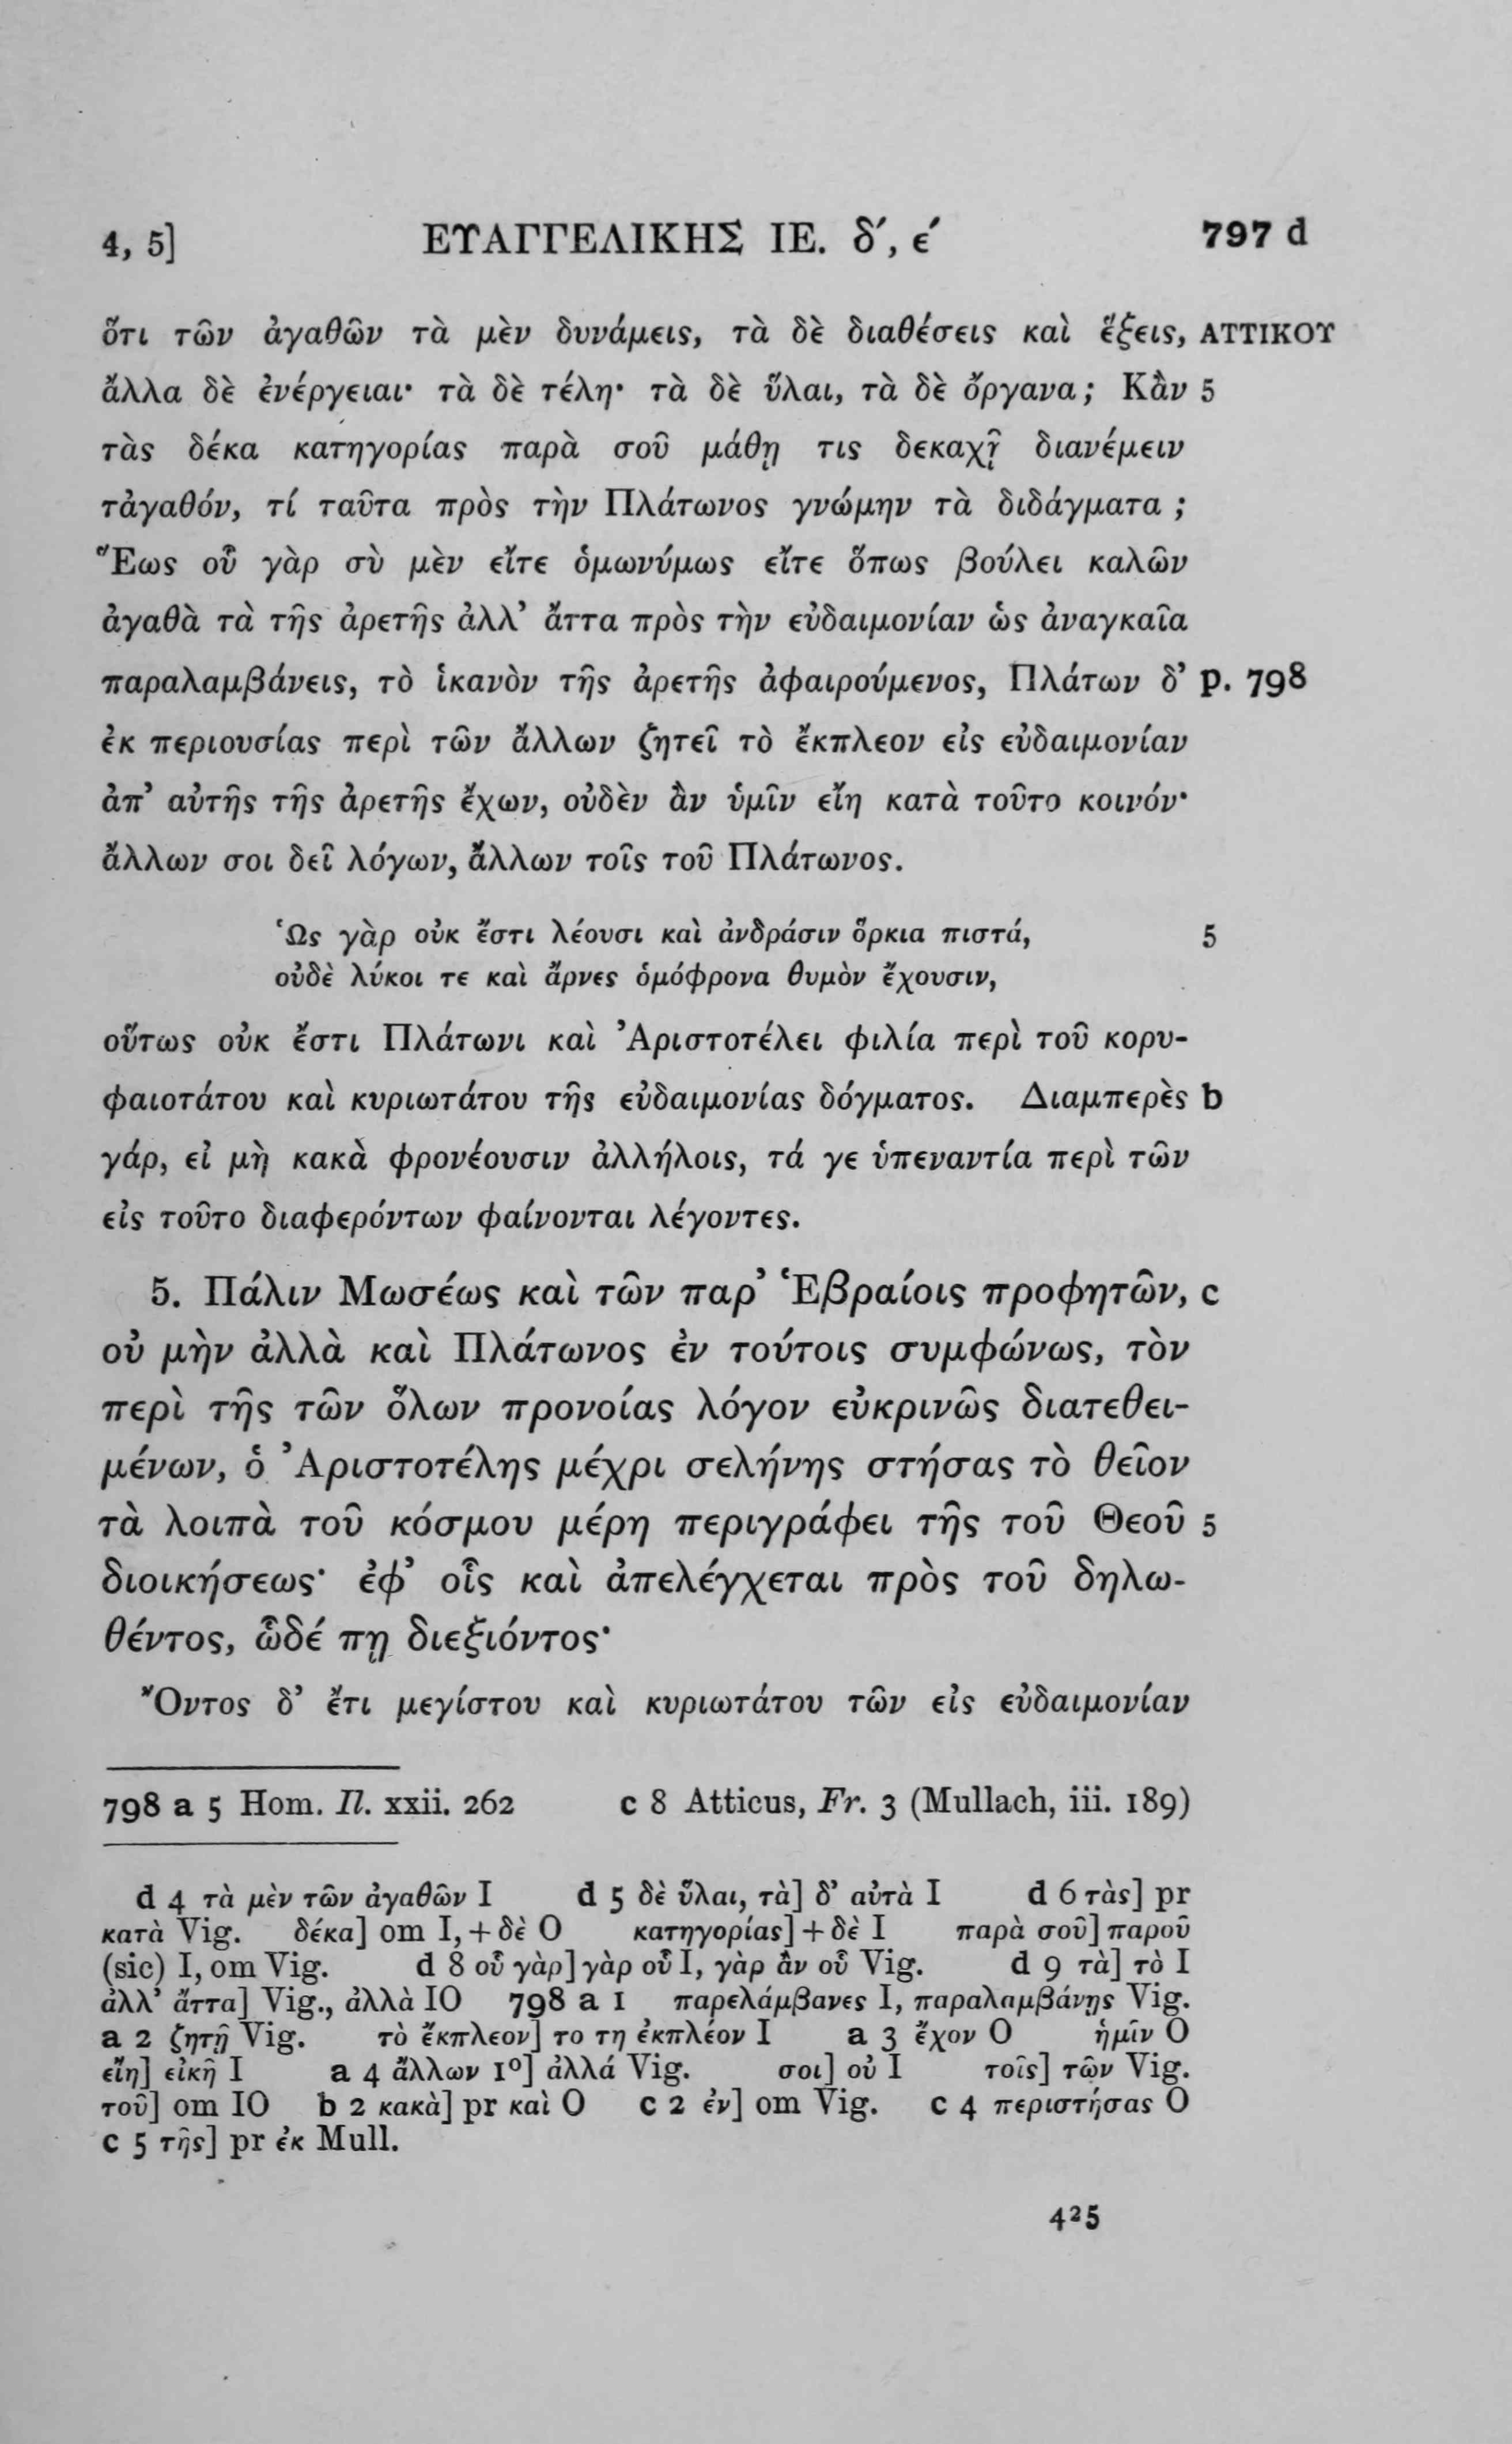 4, 5] ΕΥΑΓΓΕΛΙΚΗΣ ΙΕ. δ´, ε´ 797 d
ὅτι τῶν ἀγαθῶν τὰ μὲν δυνάμεις, τὰ δὲ διαθέσεις καὶ ἕξεις, ΑΤΤΙΚΟΥ
ἄλλα δὲ ἐνέργειαι· τὰ δὲ τέλη· τὰ δὲ ὕλαι, τὰ δὲ ὄργανα; Κἂν 5
τὰς δέκα κατηγορίας παρὰ σοῦ μάθῃ τις δεκαχῇ διανέμειν
τἀγαθόν, τί ταῦτα πρὸς τὴν Πλάτωνος γνώμην τὰ διδάγματα ;
Ἕως οὗ γὰρ σὺ μὲν εἴτε ὁμωνύμως εἴτε ὅπως βούλει καλῶν
ἀγαθὰ τὰ τῆς ἀρετῆς ἀλλ’ ἄττα πρὸς τὴν εὐδαιμονίαν ὡς ἀναγκαῖα
παραλαμβάνεις, τὸ ἱκανὸν τῆς ἀρετῆς ἀφαιρούμενος, Πλάτων δ’ p. 798
ἐκ περιουσίας περὶ τῶν ἄλλων ζητεῖ τὸ ἔκπλεον εἰς εὐδαιμονίαν
ἀπ’ αὐτῆς τῆς ἀρετῆς ἔχων, οὐδὲν ἂν ὑμῖν εἴη κατὰ τοῦτο κοινόν·
ἄλλων σοι δεῖ λόγων, ἄλλων τοῖς τοῦ Πλάτωνος.
Ὡς γὰρ οὐκ ἔστι λέουσι καὶ ἀνδράσιν ὅρκια πιστά, 5
οὐδὲ λύκοι τε καὶ ἄρνες ὁμόφρονα θυμὸν ἔχουσιν,
οὕτως οὐκ ἔστι Πλάτωνι καὶ Ἀριστοτέλει φιλία περὶ τοῦ κορυ-
φαιοτάτου καὶ κυριωτάτου τῆς εὐδαιμονίας δόγματος. Διαμπερὲς b
γάρ, εἰ μὴ κακὰ φρονέουσιν ἀλλήλοις, τά γε ὑπεναντία περὶ τῶν
εἰς τοῦτο διαφερόντων φαίνονται λέγοντες.
5. Πάλιν Μωσέως καὶ τῶν παρ’ Ἑβραίοις προφητῶν, c
οὐ μὴν ἀλλὰ καὶ Πλάτωνος ἐν τούτοις συμφώνως, τὸν
περὶ τῆς τῶν ὅλων προνοίας λόγον εὐκρινῶς διατεθει-
μένων, ὁ Ἀριστοτέλης μέχρι σελήνης στήσας τὸ θεῖον
τὰ λοιπὰ τοῦ κόσμου μέρη περιγράφει τῆς τοῦ Θεοῦ 5
διοικήσεως· ἐφ’ οἷς καὶ ἀπελέγχεται πρὸς τοῦ δηλω-
θέντος, ὧδέ πῃ διεξιόντος·
Ὄντος δ’ ἔτι μεγίστου καὶ κυριωτάτου τῶν εἰς εὐδαιμονίαν
798 a 5 Hom. Il. xxii. 262 c 8 Atticus, Fr. 3 (Mullach, iii. 189)
d 4 τὰ μὲν τῶν ἀγαθῶν I d 5 δὲ ὕλαι, τὰ] δ’ αὐτὰ I d 6 τὰς] pr
κατὰ Vig. δέκα] om I, + δὲ O κατηγορίας] + δὲ I παρὰ σοῦ] παροῦ
(sic) I, om Vig. d 8 οὗ γὰρ] γὰρ οὗ I, γὰρ ἂν οὗ Vig. d 9 τὰ] τὸ I
ἀλλ’ ἄττα] Vig., ἀλλὰ IO 798 a 1 παρελάμβανες I, παραλαμβάνῃς Vig.
a 2 ζητῇ Vig. τὸ ἔκπλεον] το τη ἐκπλέον I a 3 ἔχον O ἡμῖν O
εἴη] εἰκῆ I a 4 ἄλλων 1⁰] ἀλλά Vig. σοι] οὐ I τοῖς] τῶν Vig.
τοῦ] om IO b 2 κακὰ] pr καὶ O c 2 ἐν] om Vig. c 4 περιστήσας O
c 5 τῆς] pr ἐκ Mull.
425